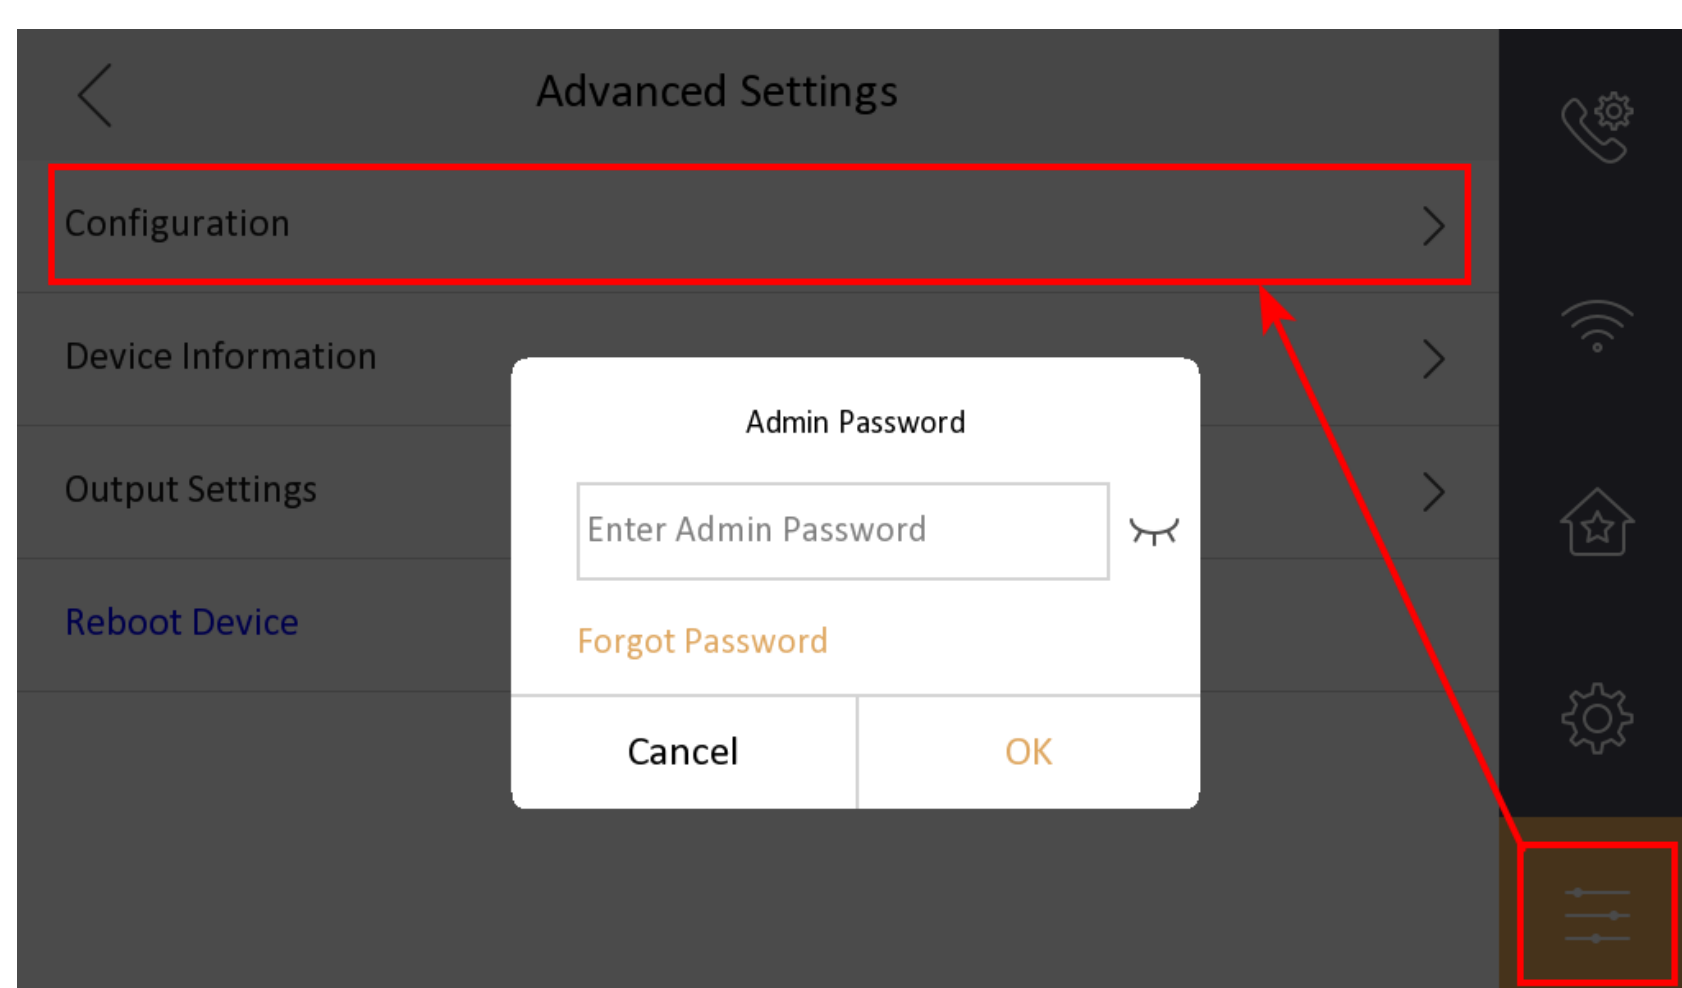 Advanced Settings
Configuration
Device Information
Output Settings
Reboot Device
Admin Password
Enter Admin Password
Forgot Password
Cancel
OK